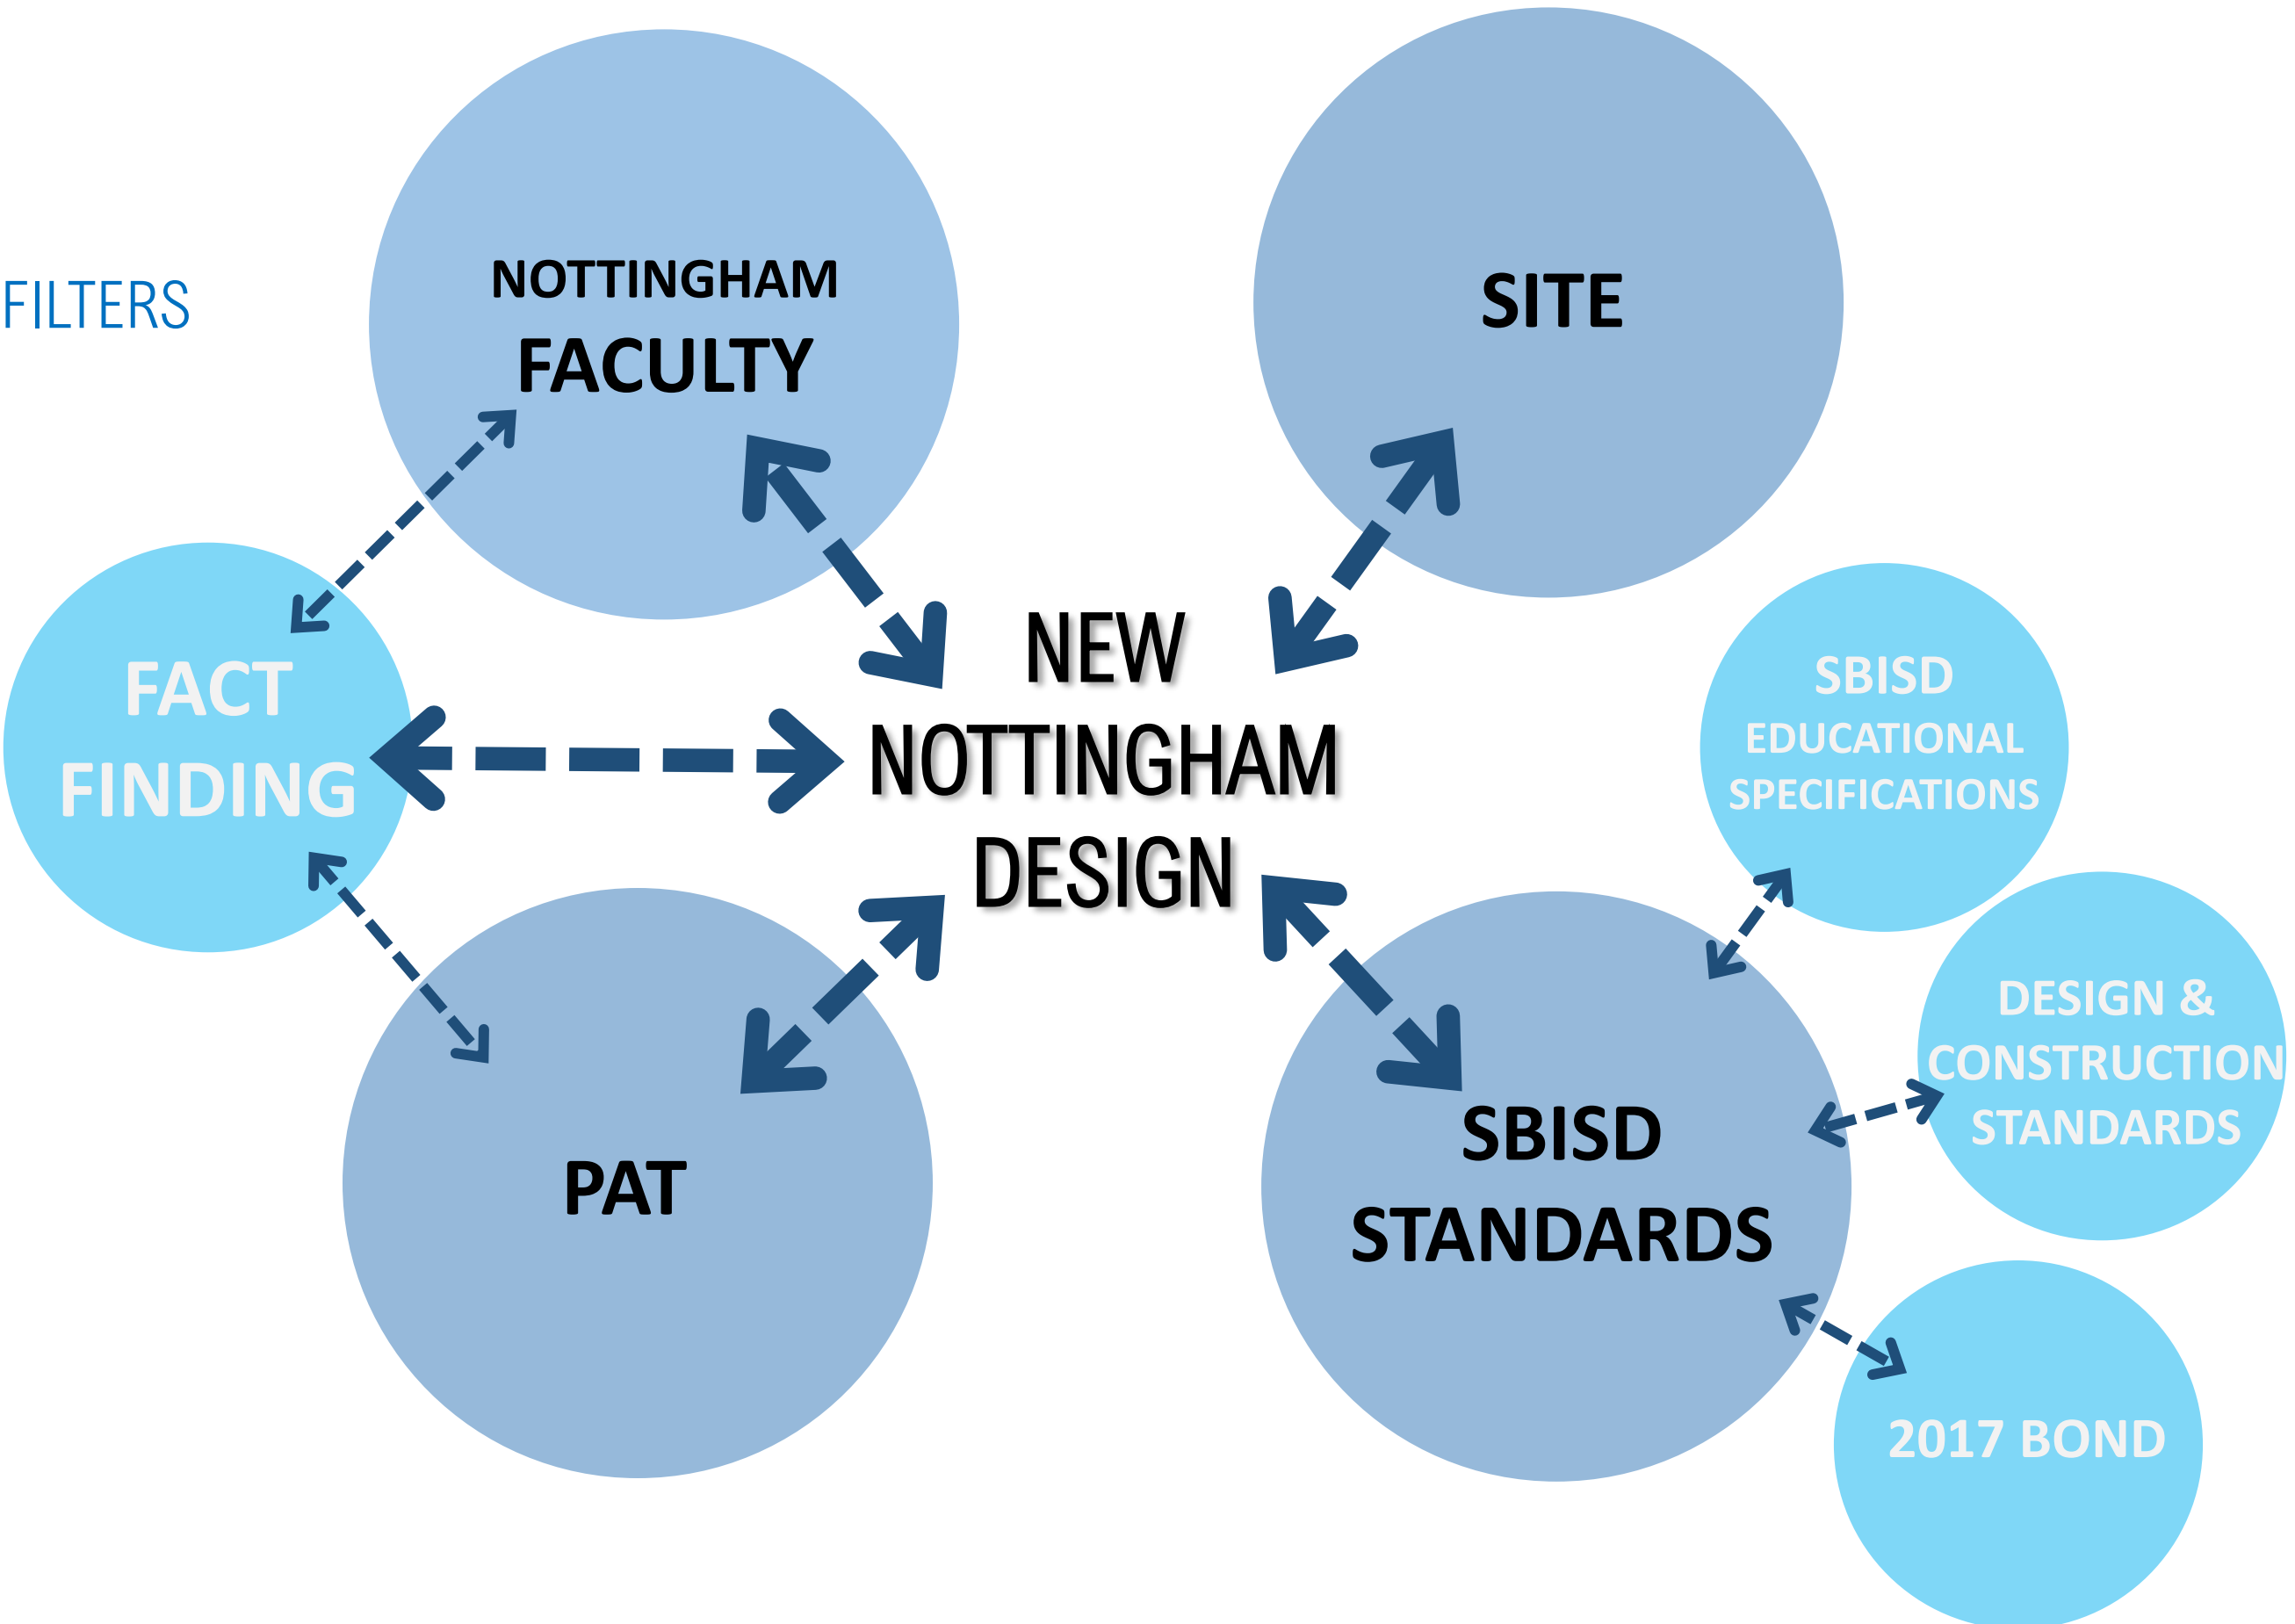 FILTERS
NOTTINGHAM
FACULTY
SITE
NEW
NOTTINGHAM
DESIGN
FACT
FINDING
SBISD
EDUCATIONAL
SPECIFICATIONS
DESIGN &
CONSTRUCTION
STANDARDS
PAT
SBISD
STANDARDS
2017 BOND